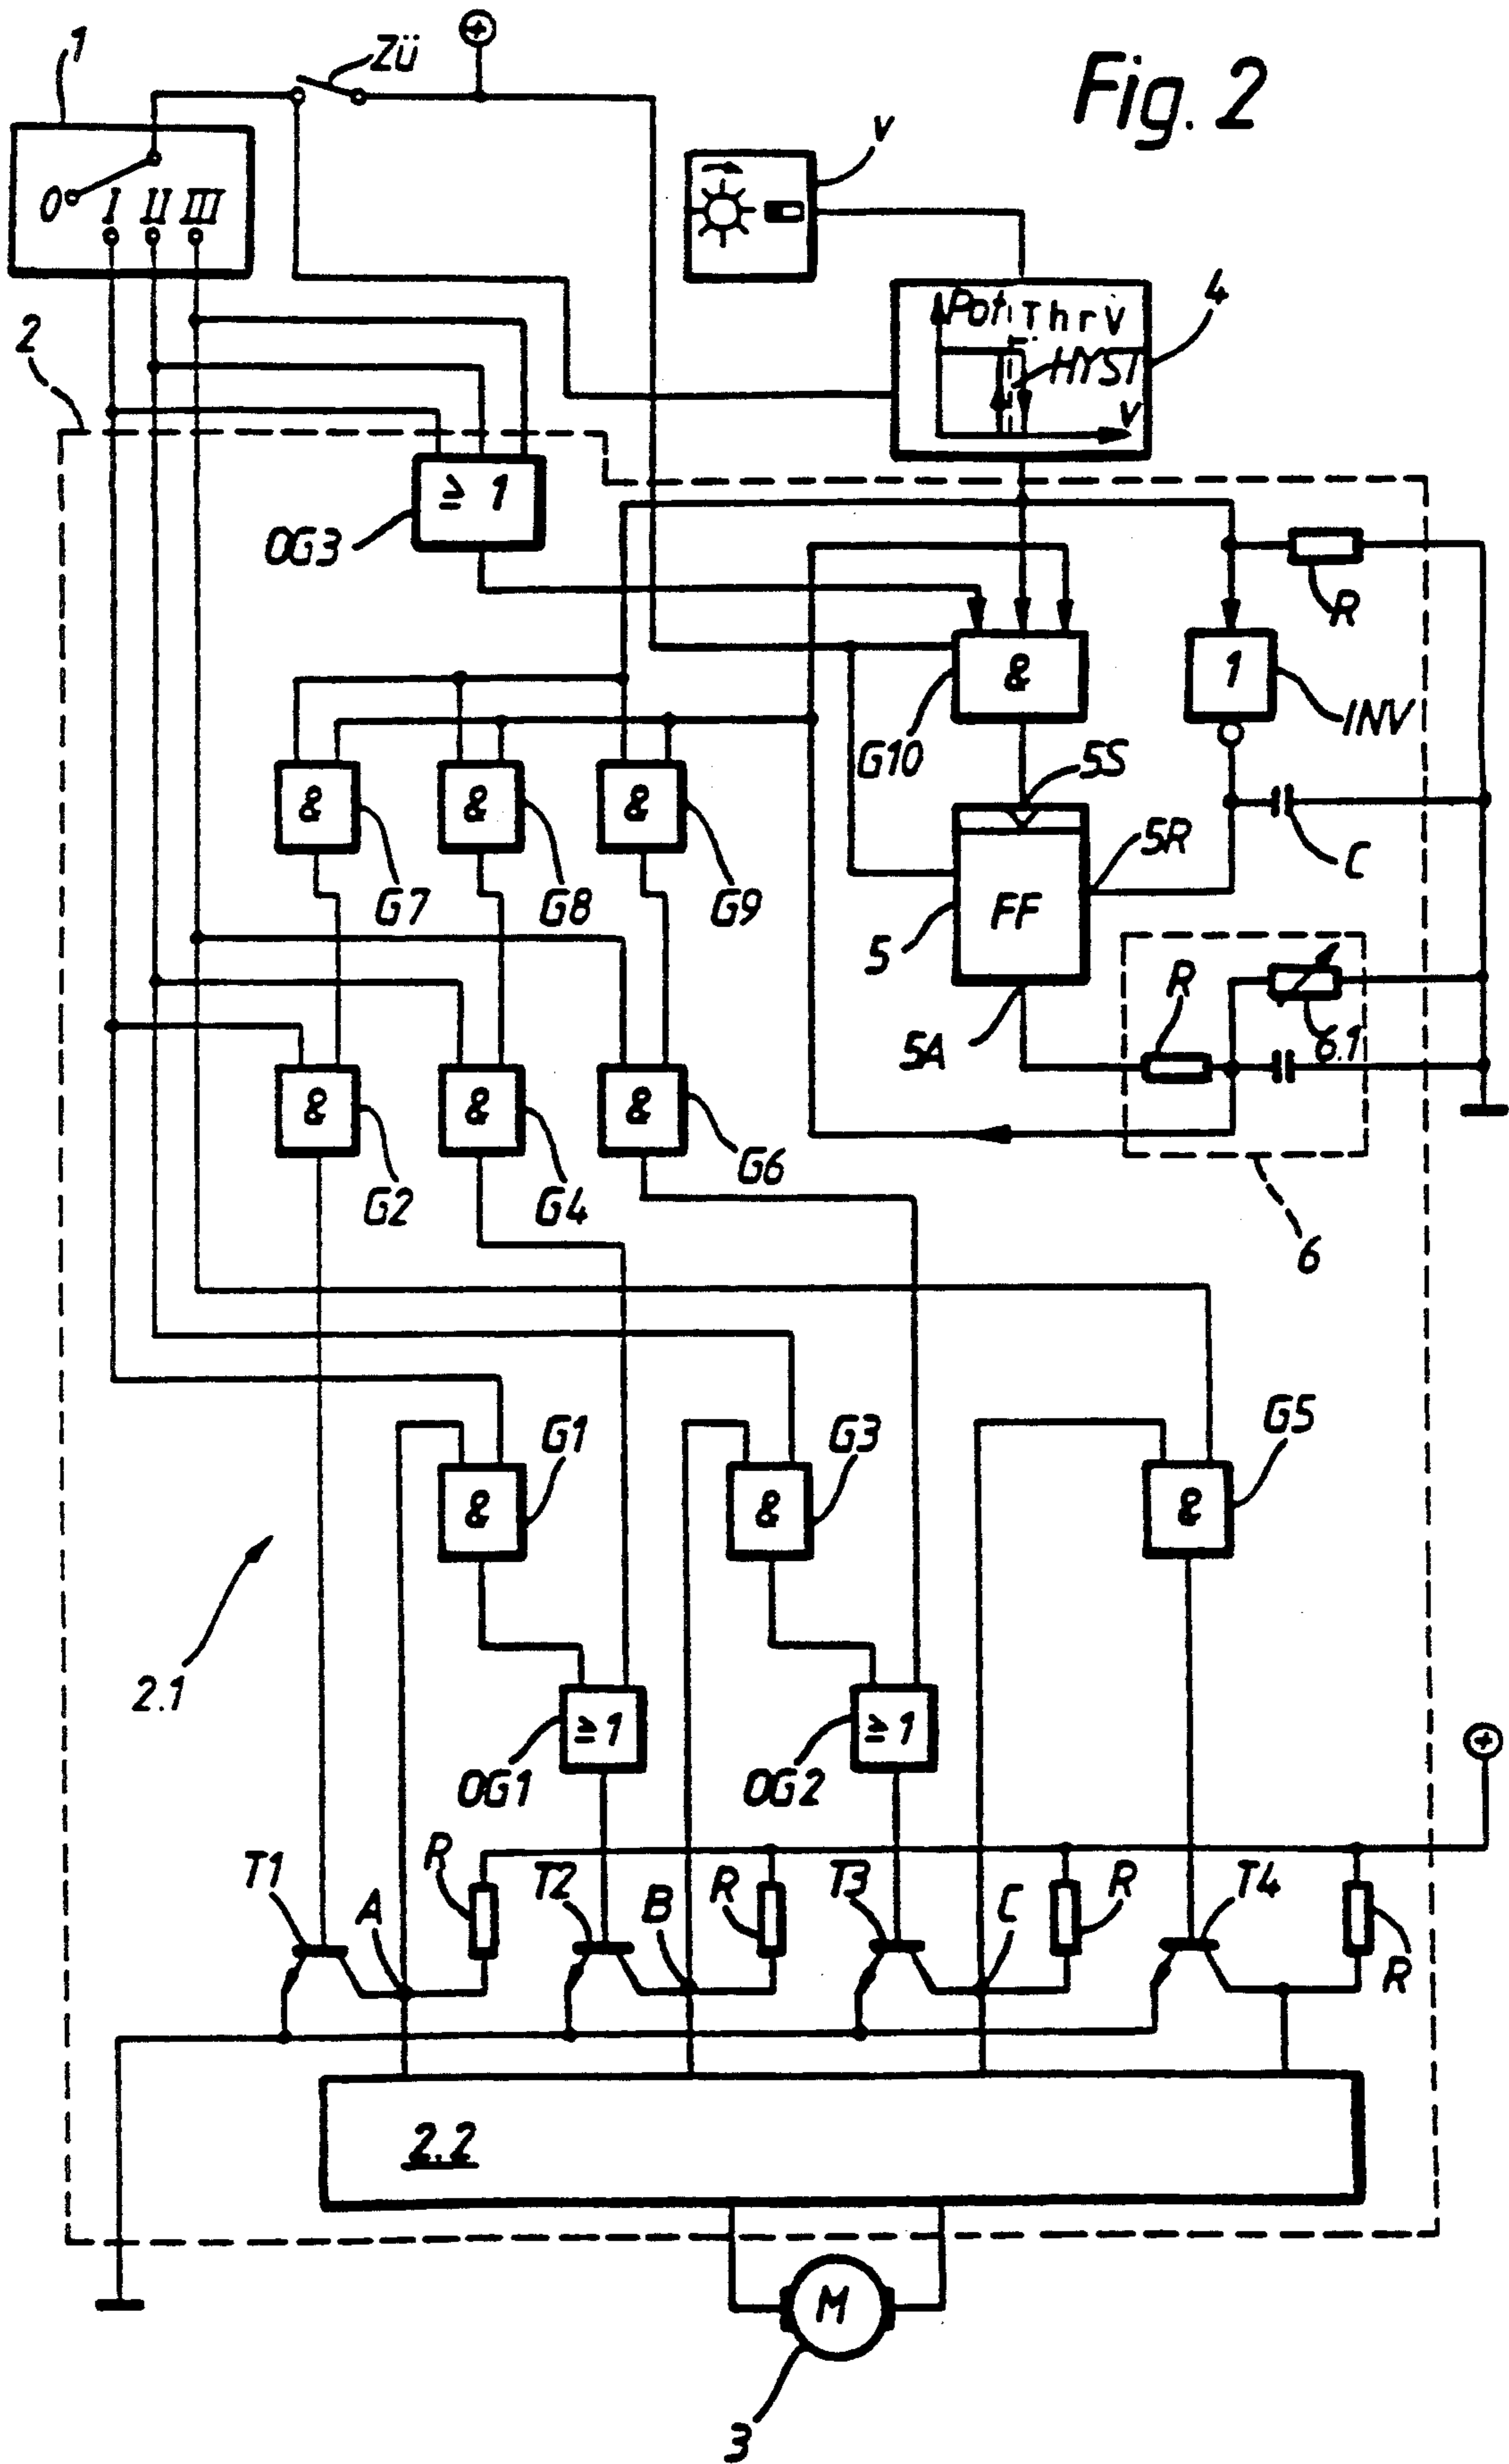 Fig. 2
1
Zü
+
v
0 I II III
2
4
Pot Thr V
HYST
v
≥ 1
OG3
R
& 1
G10 INV
5S
& & &
5R
C
G7 G8 G9
FF
5
R
6.1
5A
& & &
G2 G4 G6
6
G1 G3 G5
& & &
2.1
≥1 ≥1
OG1 OG2
+
T1 A R T2 B R T3 C R T4 R
2.2
M
3